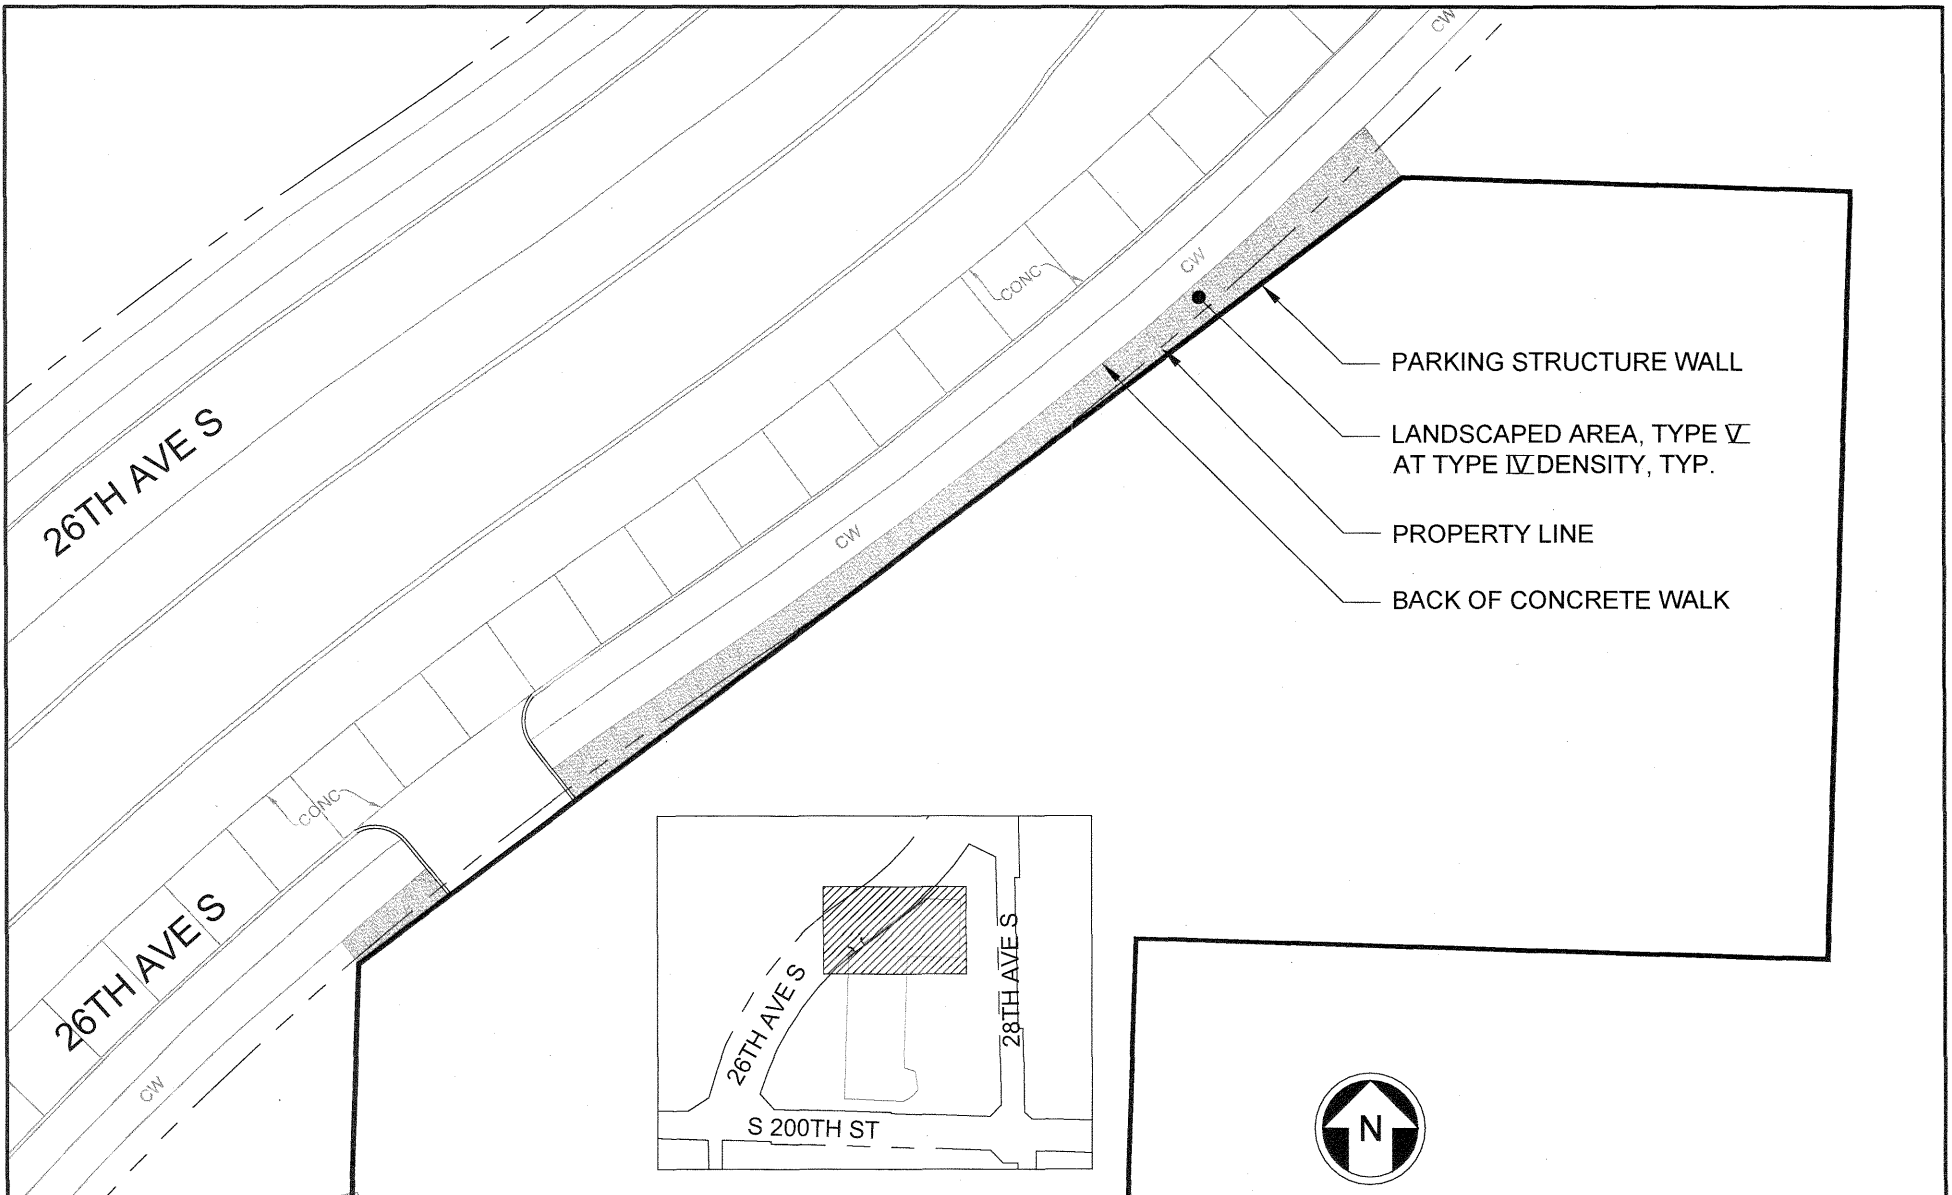 CW
CONC
CW
PARKING STRUCTURE WALL
LANDSCAPED AREA, TYPE V
AT TYPE IV DENSITY, TYP.
26TH AVE S
PROPERTY LINE
CW
BACK OF CONCRETE WALK
CONC
26TH AVE S
CW
26TH AVE S
28TH AVE S
S 200TH ST
N